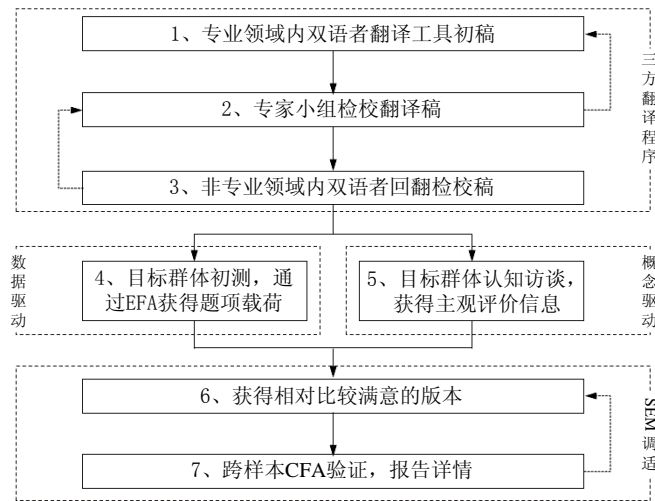 1、专业领域内双语者翻译工具初稿
2、专家小组检校翻译稿
3、非专业领域内双语者回翻检校稿
三方翻译程序
数据驱动
4、目标群体初测，通
过EFA获得题项载荷
5、目标群体认知访谈，
获得主观评价信息
概念驱动
6、获得相对比较满意的版本
7、跨样本CFA验证，报告详情
SEM调适